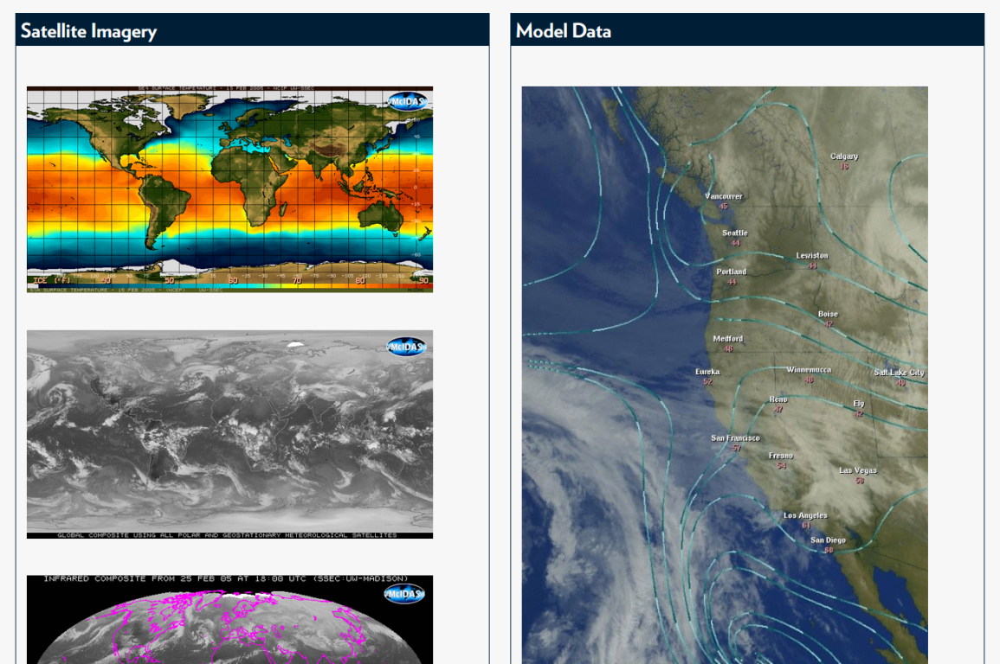 Satellite Imagery
SEA SURFACE TEMPERATURE - 15 FEB 2005 - NCEP UW-SSEC
McIDAS
ICE (°F) 40 50 60 70 80 90
SEA SURFACE TEMPERATURE - 15 FEB 2005 - (NCEP) UW-SSEC
McIDAS
GLOBAL COMPOSITE USING ALL POLAR AND GEOSTATIONARY METEOROLOGICAL SATELLITES
INFRARED COMPOSITE FROM 25 FEB 05 AT 18:00 UTC (SSEC:UW-MADISON)
McIDAS
Model Data
Calgary
Vancouver
45
Seattle
44
Lewiston
44
Portland
44
Boise
42
Medford
48
Eureka
52
Winnemucca
48
Salt Lake City
Reno
47
Ely
42
San Francisco
57
Fresno
54
Las Vegas
58
Los Angeles
61
San Diego
60